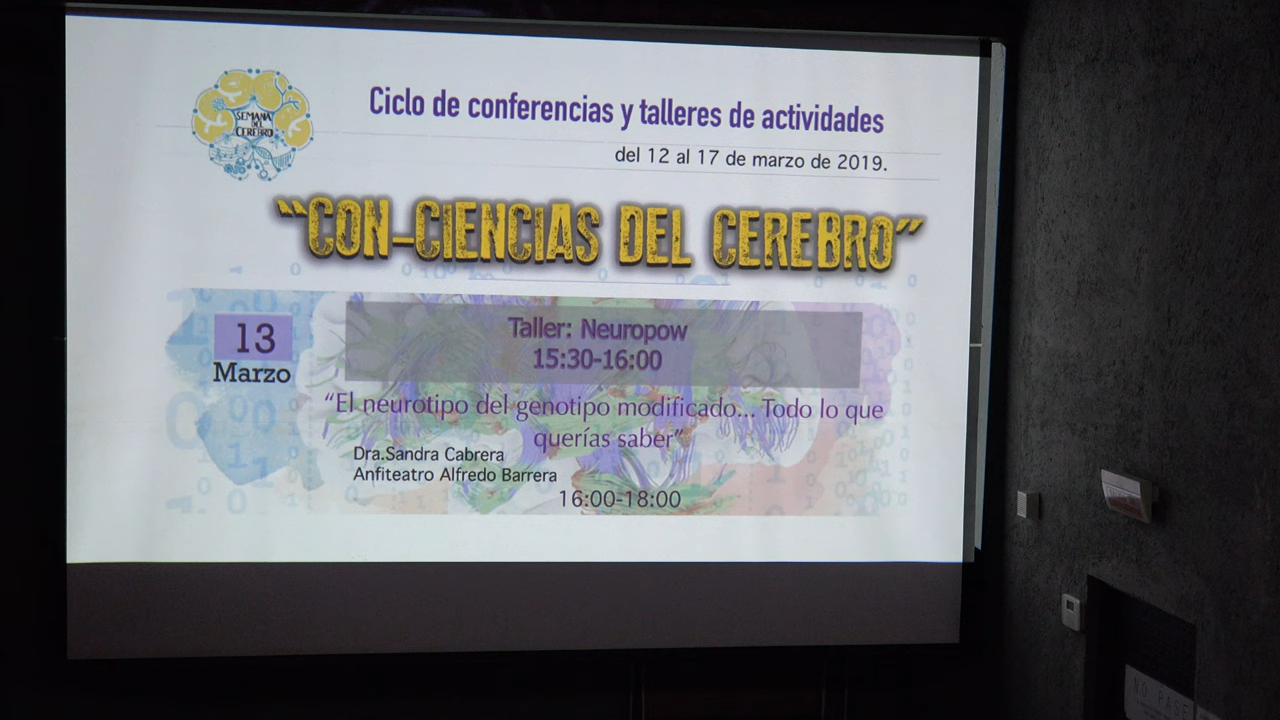 SEMANA
DEL
CEREBRO
Ciclo de conferencias y talleres de actividades
del 12 al 17 de marzo de 2019.
“CON-CIENCIAS DEL CEREBRO”
13
Marzo
Taller: Neuropow
15:30-16:00
“El neurotipo del genotipo modificado... Todo lo que
querías saber”
Dra.Sandra Cabrera
Anfiteatro Alfredo Barrera
16:00-18:00
NO PASE